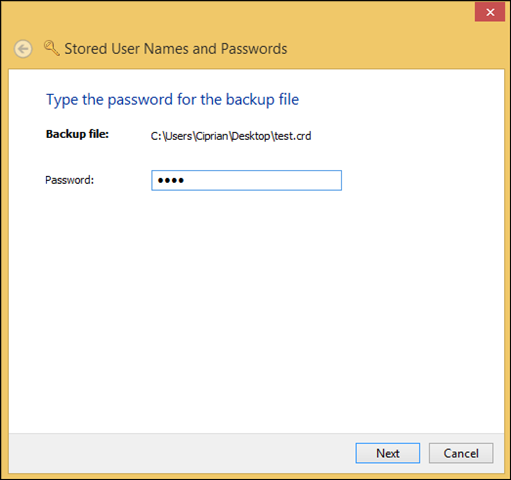 Stored User Names and Passwords
Type the password for the backup file
Backup file: C:\Users\Ciprian\Desktop\test.crd
Password: ••••
Next Cancel